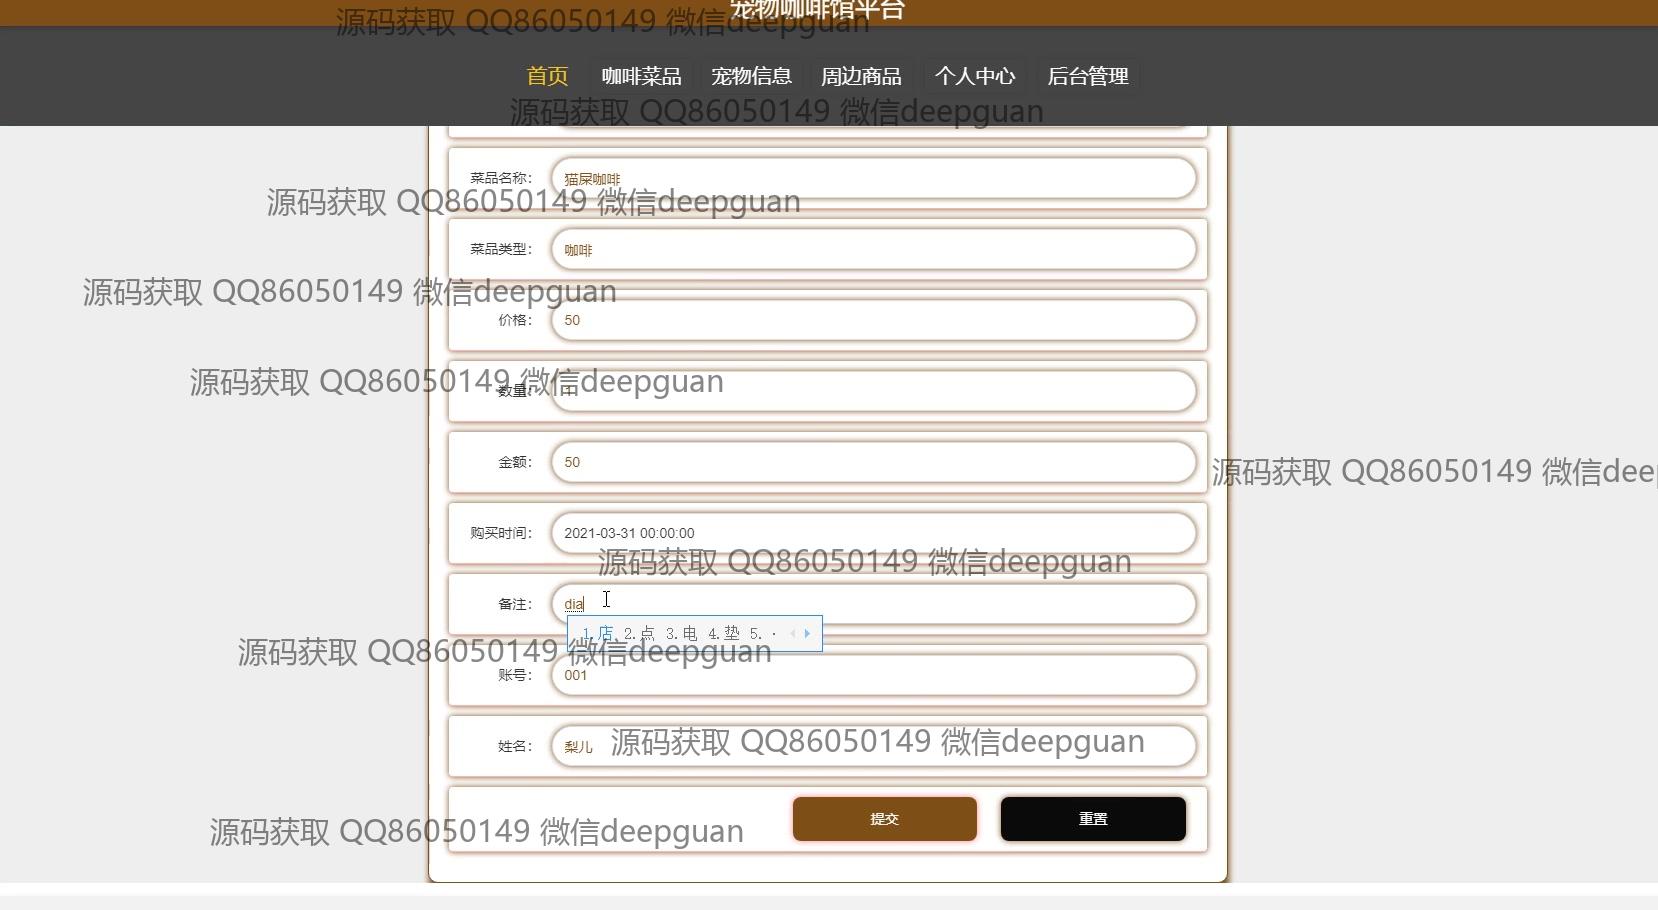 宠物咖啡馆平台
源码获取 QQ86050149 微信deepguan
首页 咖啡菜品 宠物信息 周边商品 个人中心 后台管理
源码获取 QQ86050149 微信deepguan
菜品名称： 猫屎咖啡
源码获取 QQ86050149 微信deepguan
菜品类型： 咖啡
源码获取 QQ86050149 微信deepguan
价格： 50
源码获取 QQ86050149 微信deepguan
数量： 1
金额： 50
源码获取 QQ86050149 微信dee
购买时间： 2021-03-31 00:00:00
源码获取 QQ86050149 微信deepguan
备注： dia
1.店 2.点 3.电 4.垫 5.
源码获取 QQ86050149 微信deepguan
账号： 001
姓名： 梨儿
源码获取 QQ86050149 微信deepguan
提交 重置
源码获取 QQ86050149 微信deepguan